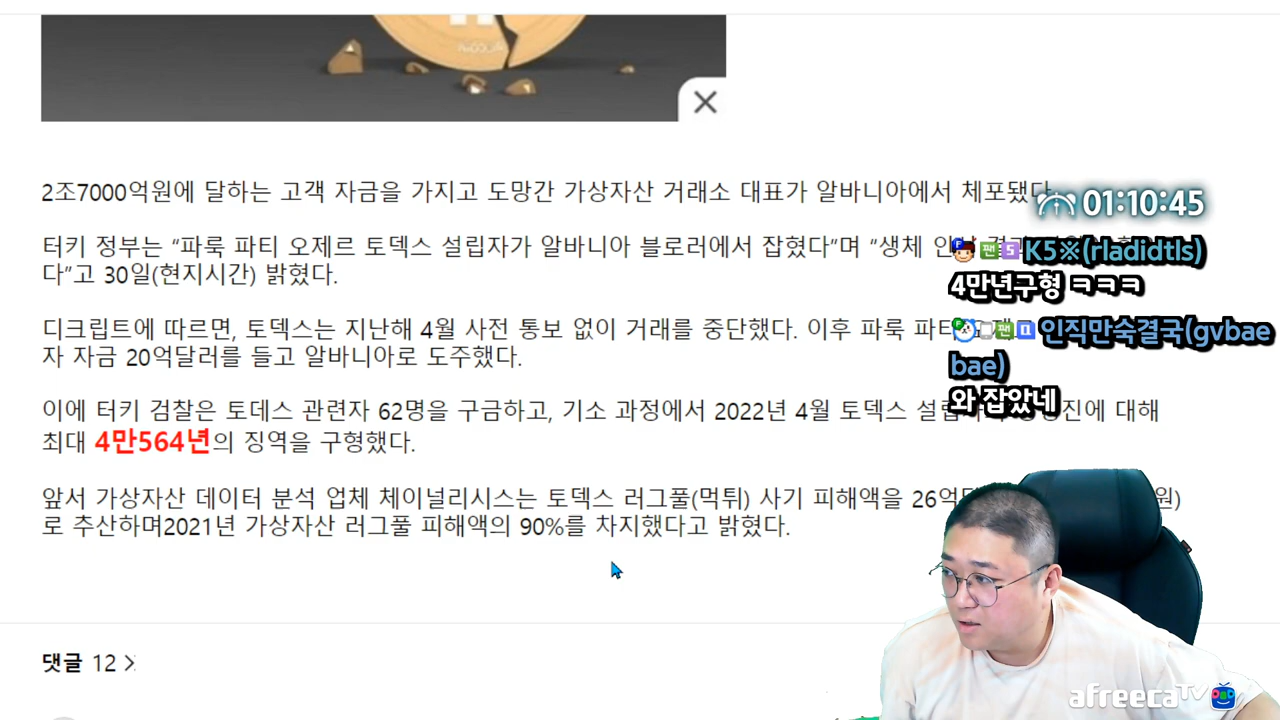 2조7000억원에 달하는 고객 자금을 가지고 도망간 가상자산 거래소 대표가 알바니아에서 체포됐다
01:10:45
터키 정부는 “파룩 파티 오제르 토덱스 설립자가 알바니아 블로러에서 잡혔다”며 “생체
다”고 30일(현지시간) 밝혔다.
K5※(rladidtls)
4만년구형 ㅋㅋㅋ
디크립트에 따르면, 토덱스는 지난해 4월 사전 통보 없이 거래를 중단했다. 이후 파룩 파티
자 자금 20억달러를 들고 알바니아로 도주했다.
인직만숙결국(gvbae
bae)
와 잡았네
이에 터키 검찰은 토데스 관련자 62명을 구금하고, 기소 과정에서 2022년 4월 토덱스 설립 대해
최대 4만564년의 징역을 구형했다.
앞서 가상자산 데이터 분석 업체 체이널리시스는 토덱스 러그풀(먹튀) 사기 피해액을 26억 원)
로 추산하며2021년 가상자산 러그풀 피해액의 90%를 차지했다고 밝혔다.
댓글 12 >
afreecaTV